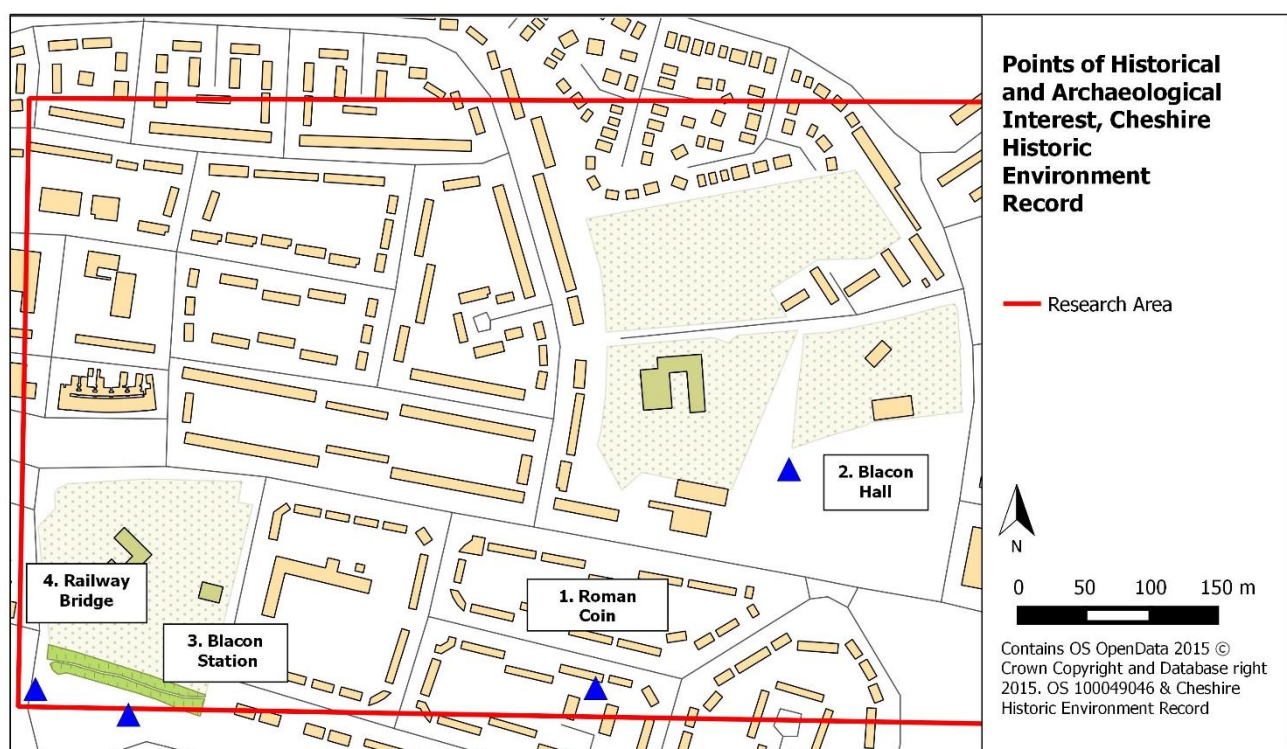 Points of Historical
and Archaeological
Interest, Cheshire
Historic
Environment
Record
Research Area
2. Blacon
Hall
4. Railway
Bridge
1. Roman
Coin
3. Blacon
Station
N
0 50 100 150 m
Contains OS OpenData 2015 ©
Crown Copyright and Database right
2015. OS 100049046 & Cheshire
Historic Environment Record